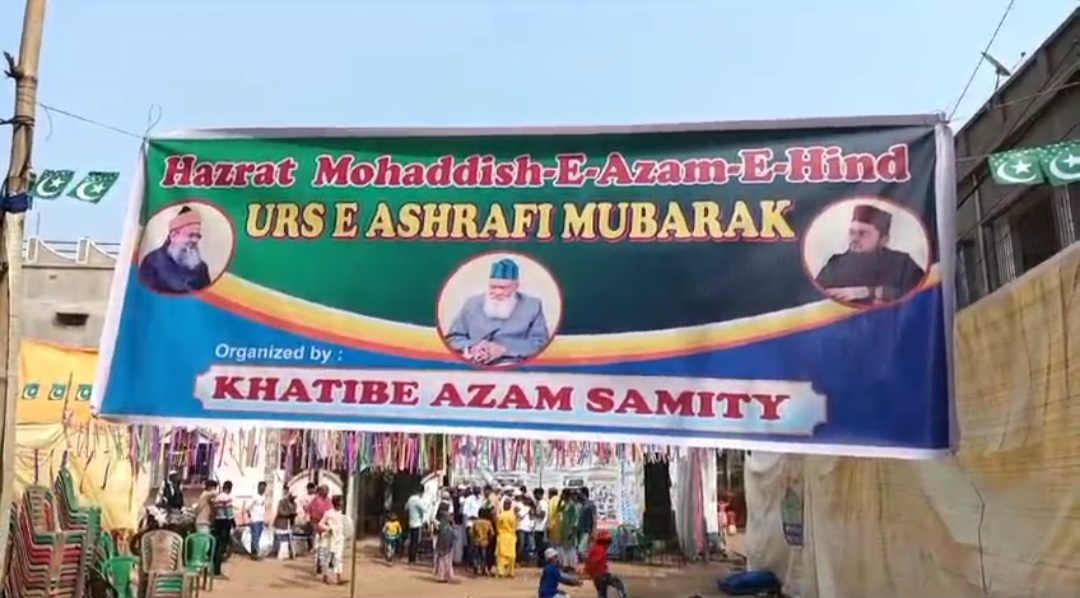 Hazrat Mohaddish-E-Azam-E-Hind
URS E ASHRAFI MUBARAK
Organized by :
KHATIBE AZAM SAMITY